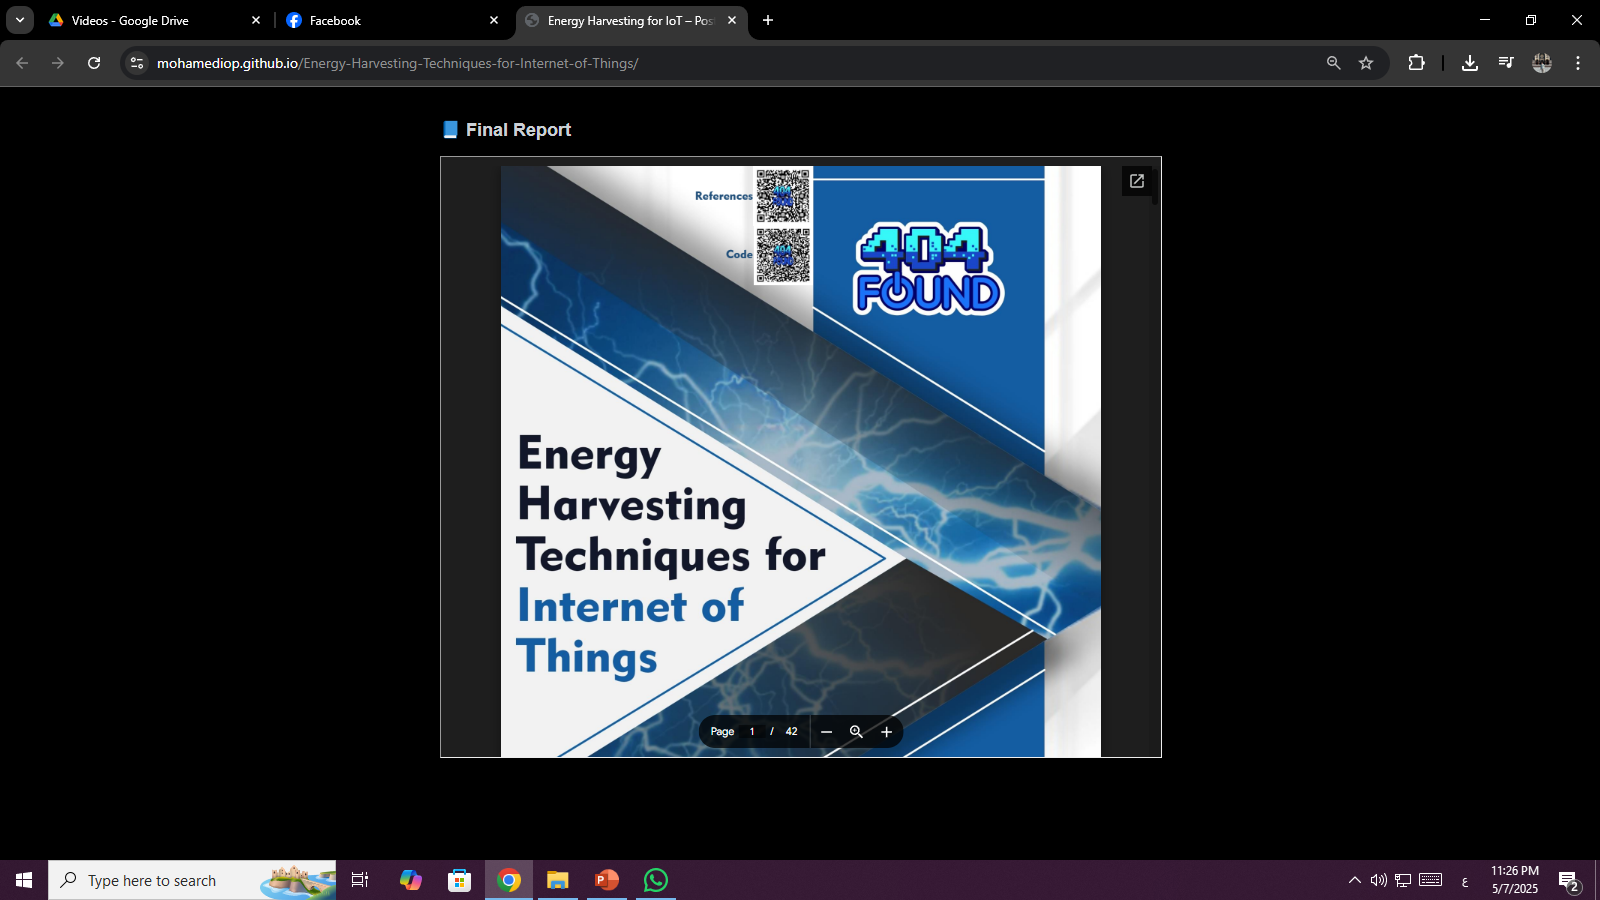 Videos - Google Drive
Facebook
Energy Harvesting for IoT – Pos
mohamediop.github.io/Energy-Harvesting-Techniques-for-Internet-of-Things/
Final Report
References
Code
404
FOUND
Energy
Harvesting
Techniques for
Internet of
Things
Page 1 / 42
Type here to search
ع
11:26 PM
5/7/2025
2